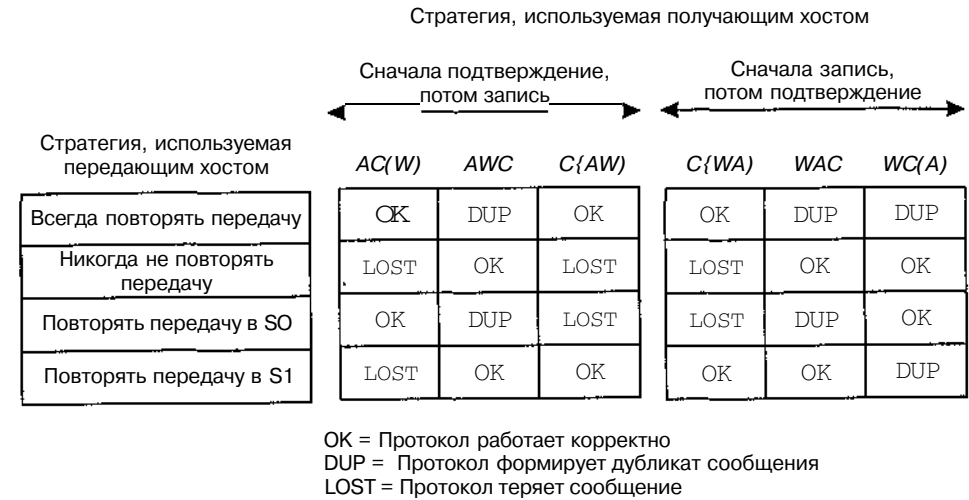 Стратегия, используемая получающим хостом
Сначала подтверждение,
потом запись
Сначала запись,
потом подтверждение
Стратегия, используемая
передающим хостом
AC(W) AWC C{AW) C{WA) WAC WC(A)
Всегда повторять передачу OK DUP OK OK DUP DUP
Никогда не повторять
передачу
LOST OK LOST LOST OK OK
Повторять передачу в SO OK DUP LOST LOST DUP OK
Повторять передачу в S1 LOST OK OK OK OK DUP
OK = Протокол работает корректно
DUP = Протокол формирует дубликат сообщения
LOST = Протокол теряет сообщение